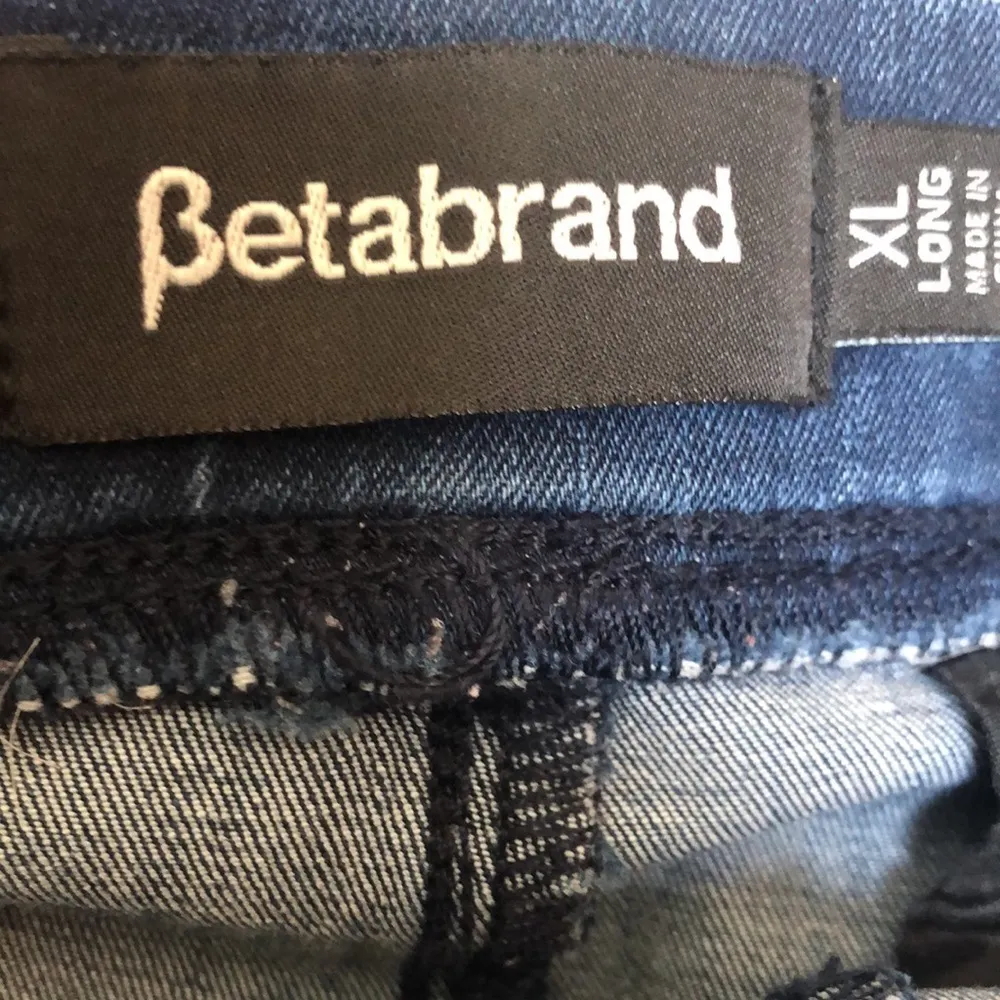 βetabrand
XL
LONG
MADE IN